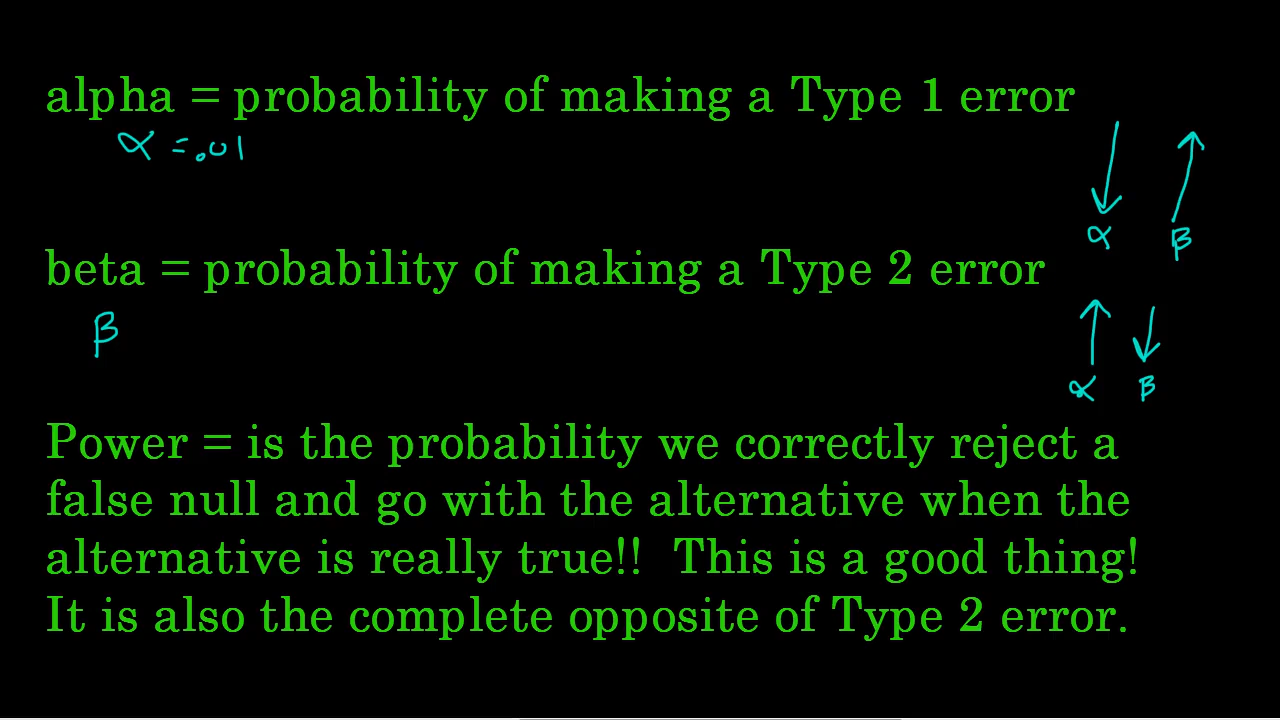 alpha = probability of making a Type 1 error
α = .01
α β
beta = probability of making a Type 2 error
β
α β
Power = is the probability we correctly reject a
false null and go with the alternative when the
alternative is really true!! This is a good thing!
It is also the complete opposite of Type 2 error.